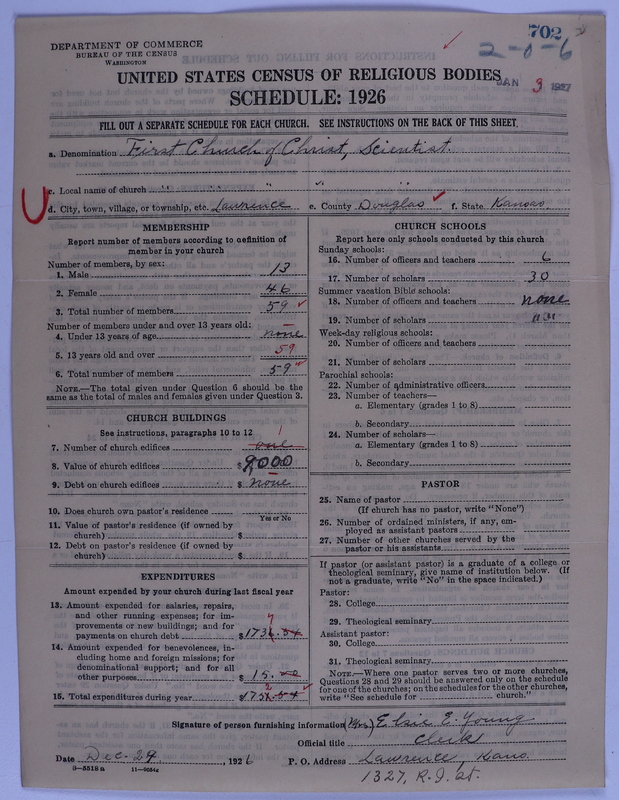 702
2-0-6
DEPARTMENT OF COMMERCE
BUREAU OF THE CENSUS
WASHINGTON
UNITED STATES CENSUS OF RELIGIOUS BODIES
JAN 3 1927
SCHEDULE: 1926
FILL OUT A SEPARATE SCHEDULE FOR EACH CHURCH. SEE INSTRUCTIONS ON THE BACK OF THIS SHEET.
a. Denomination First Church of Christ, Scientist.
c. Local name of church " " " "
d. City, town, village, or township, etc. Lawrence e. County Douglas f. State Kansas
MEMBERSHIP
Report number of members according to definition of
member in your church
Number of members, by sex:
1. Male 13
2. Female 46
3. Total number of members 59
Number of members under and over 13 years old:
4. Under 13 years of age none
5. 13 years old and over 59
6. Total number of members 59
NOTE.—The total given under Question 6 should be the
same as the total of males and females given under Question 3.
CHURCH BUILDINGS
See instructions, paragraphs 10 to 12
7. Number of church edifices one 1
8. Value of church edifices $9000
9. Debt on church edifices $ none
10. Does church own pastor's residence
Yes or No
11. Value of pastor's residence (if owned by
church) $
12. Debt on pastor's residence (if owned by
church) $
EXPENDITURES
Amount expended by your church during last fiscal year
13. Amount expended for salaries, repairs,
and other running expenses; for im-
provements or new buildings; and for
payments on church debt $1736.54 7
14. Amount expended for benevolences, in-
cluding home and foreign missions; for
denominational support; and for all
other purposes $15.00
15. Total expenditures during year $1751.54 2
CHURCH SCHOOLS
Report here only schools conducted by this church
Sunday schools:
16. Number of officers and teachers 6
17. Number of scholars 30
Summer vacation Bible schools:
18. Number of officers and teachers none
19. Number of scholars " "
Week-day religious schools:
20. Number of officers and teachers
21. Number of scholars
Parochial schools:
22. Number of administrative officers
23. Number of teachers—
a. Elementary (grades 1 to 8)
b. Secondary
24. Number of scholars—
a. Elementary (grades 1 to 8)
b. Secondary
PASTOR
25. Name of pastor
(If church has no pastor, write "None")
26. Number of ordained ministers, if any, em-
ployed as assistant pastors
27. Number of other churches served by the
pastor or his assistants
If pastor (or assistant pastor) is a graduate of a college or
theological seminary, give name of institution below. (If
not a graduate, write "No" in the space indicated.)
Pastor:
28. College
29. Theological seminary
Assistant pastor:
30. College
31. Theological seminary
NOTE.—Where one pastor serves two or more churches,
Questions 28 and 29 should be answered only on the schedule
for one of the churches; on the schedules for the other churches,
write "See schedule for church."
Signature of person furnishing information (Mrs.) Elsie E. Young
Official title Clerk
Date Dec-29, 1926 P. O. Address Lawrence, Kans.
8-5518 a 11-9054c
1327, R.I. St.